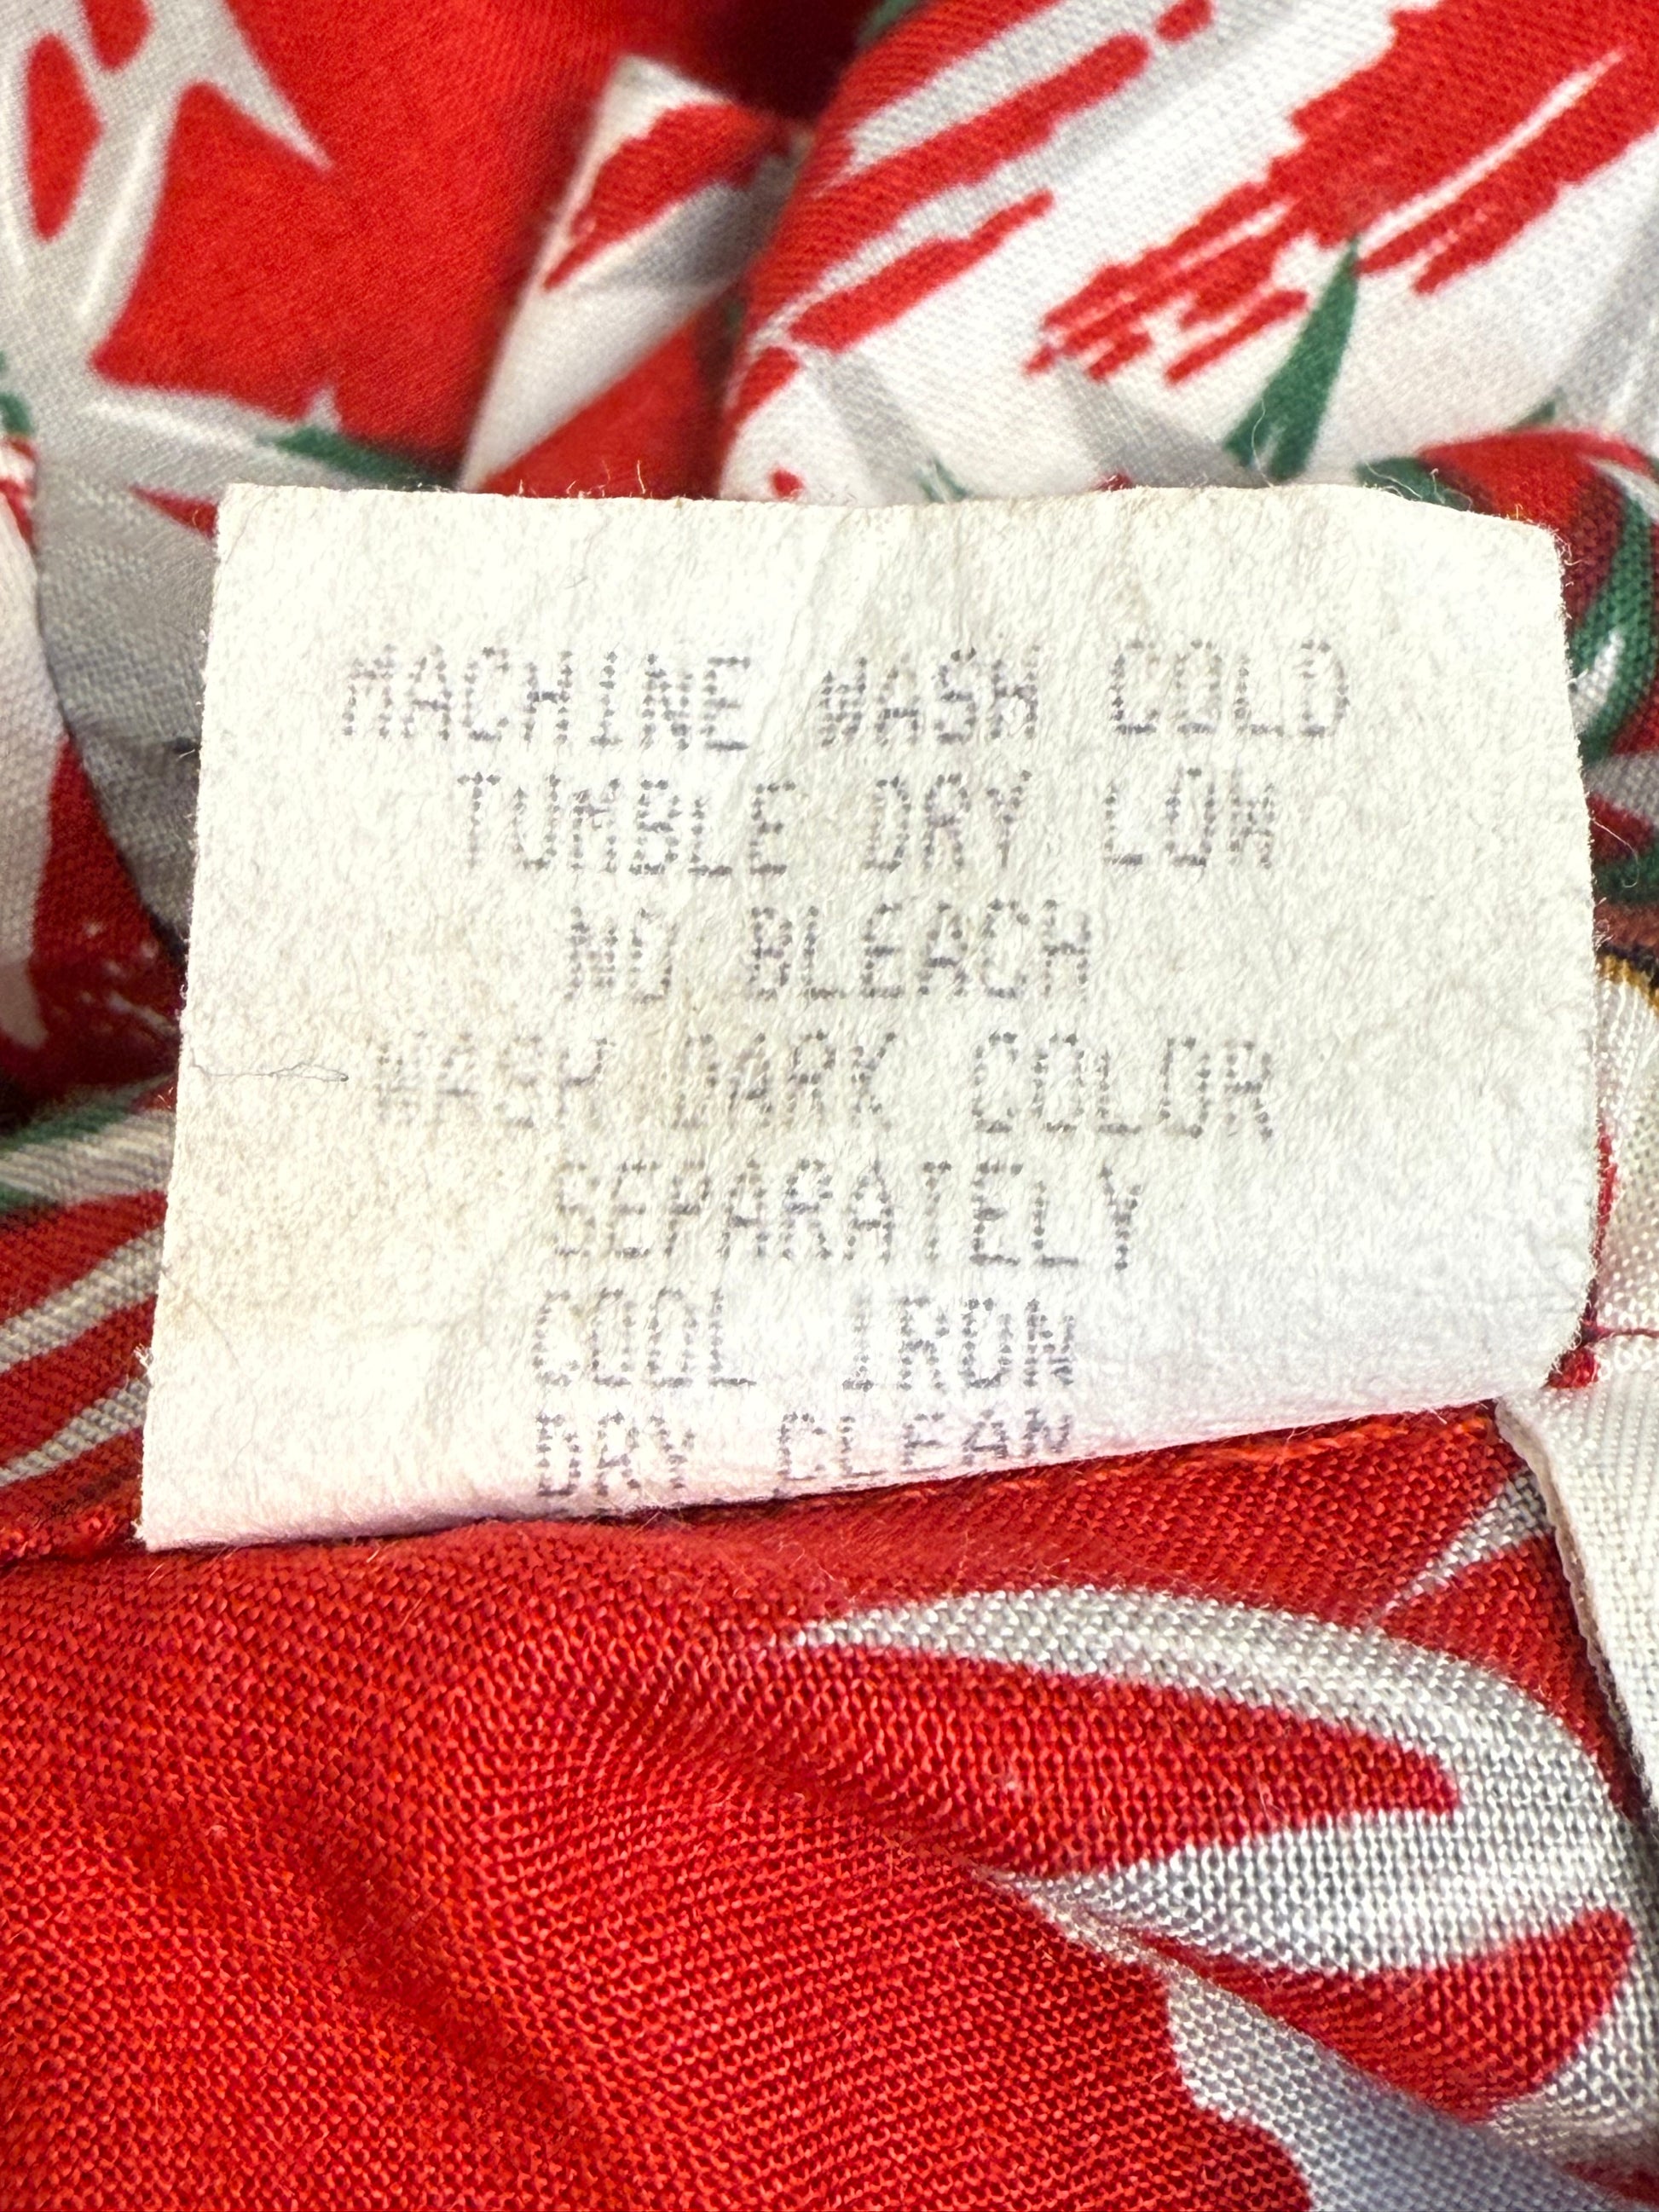 MACHINE WASH COLD
TUMBLE DRY LOW
NO BLEACH
WASH DARK COLOR
SEPARATELY
COOL IRON
DRY CLEAN